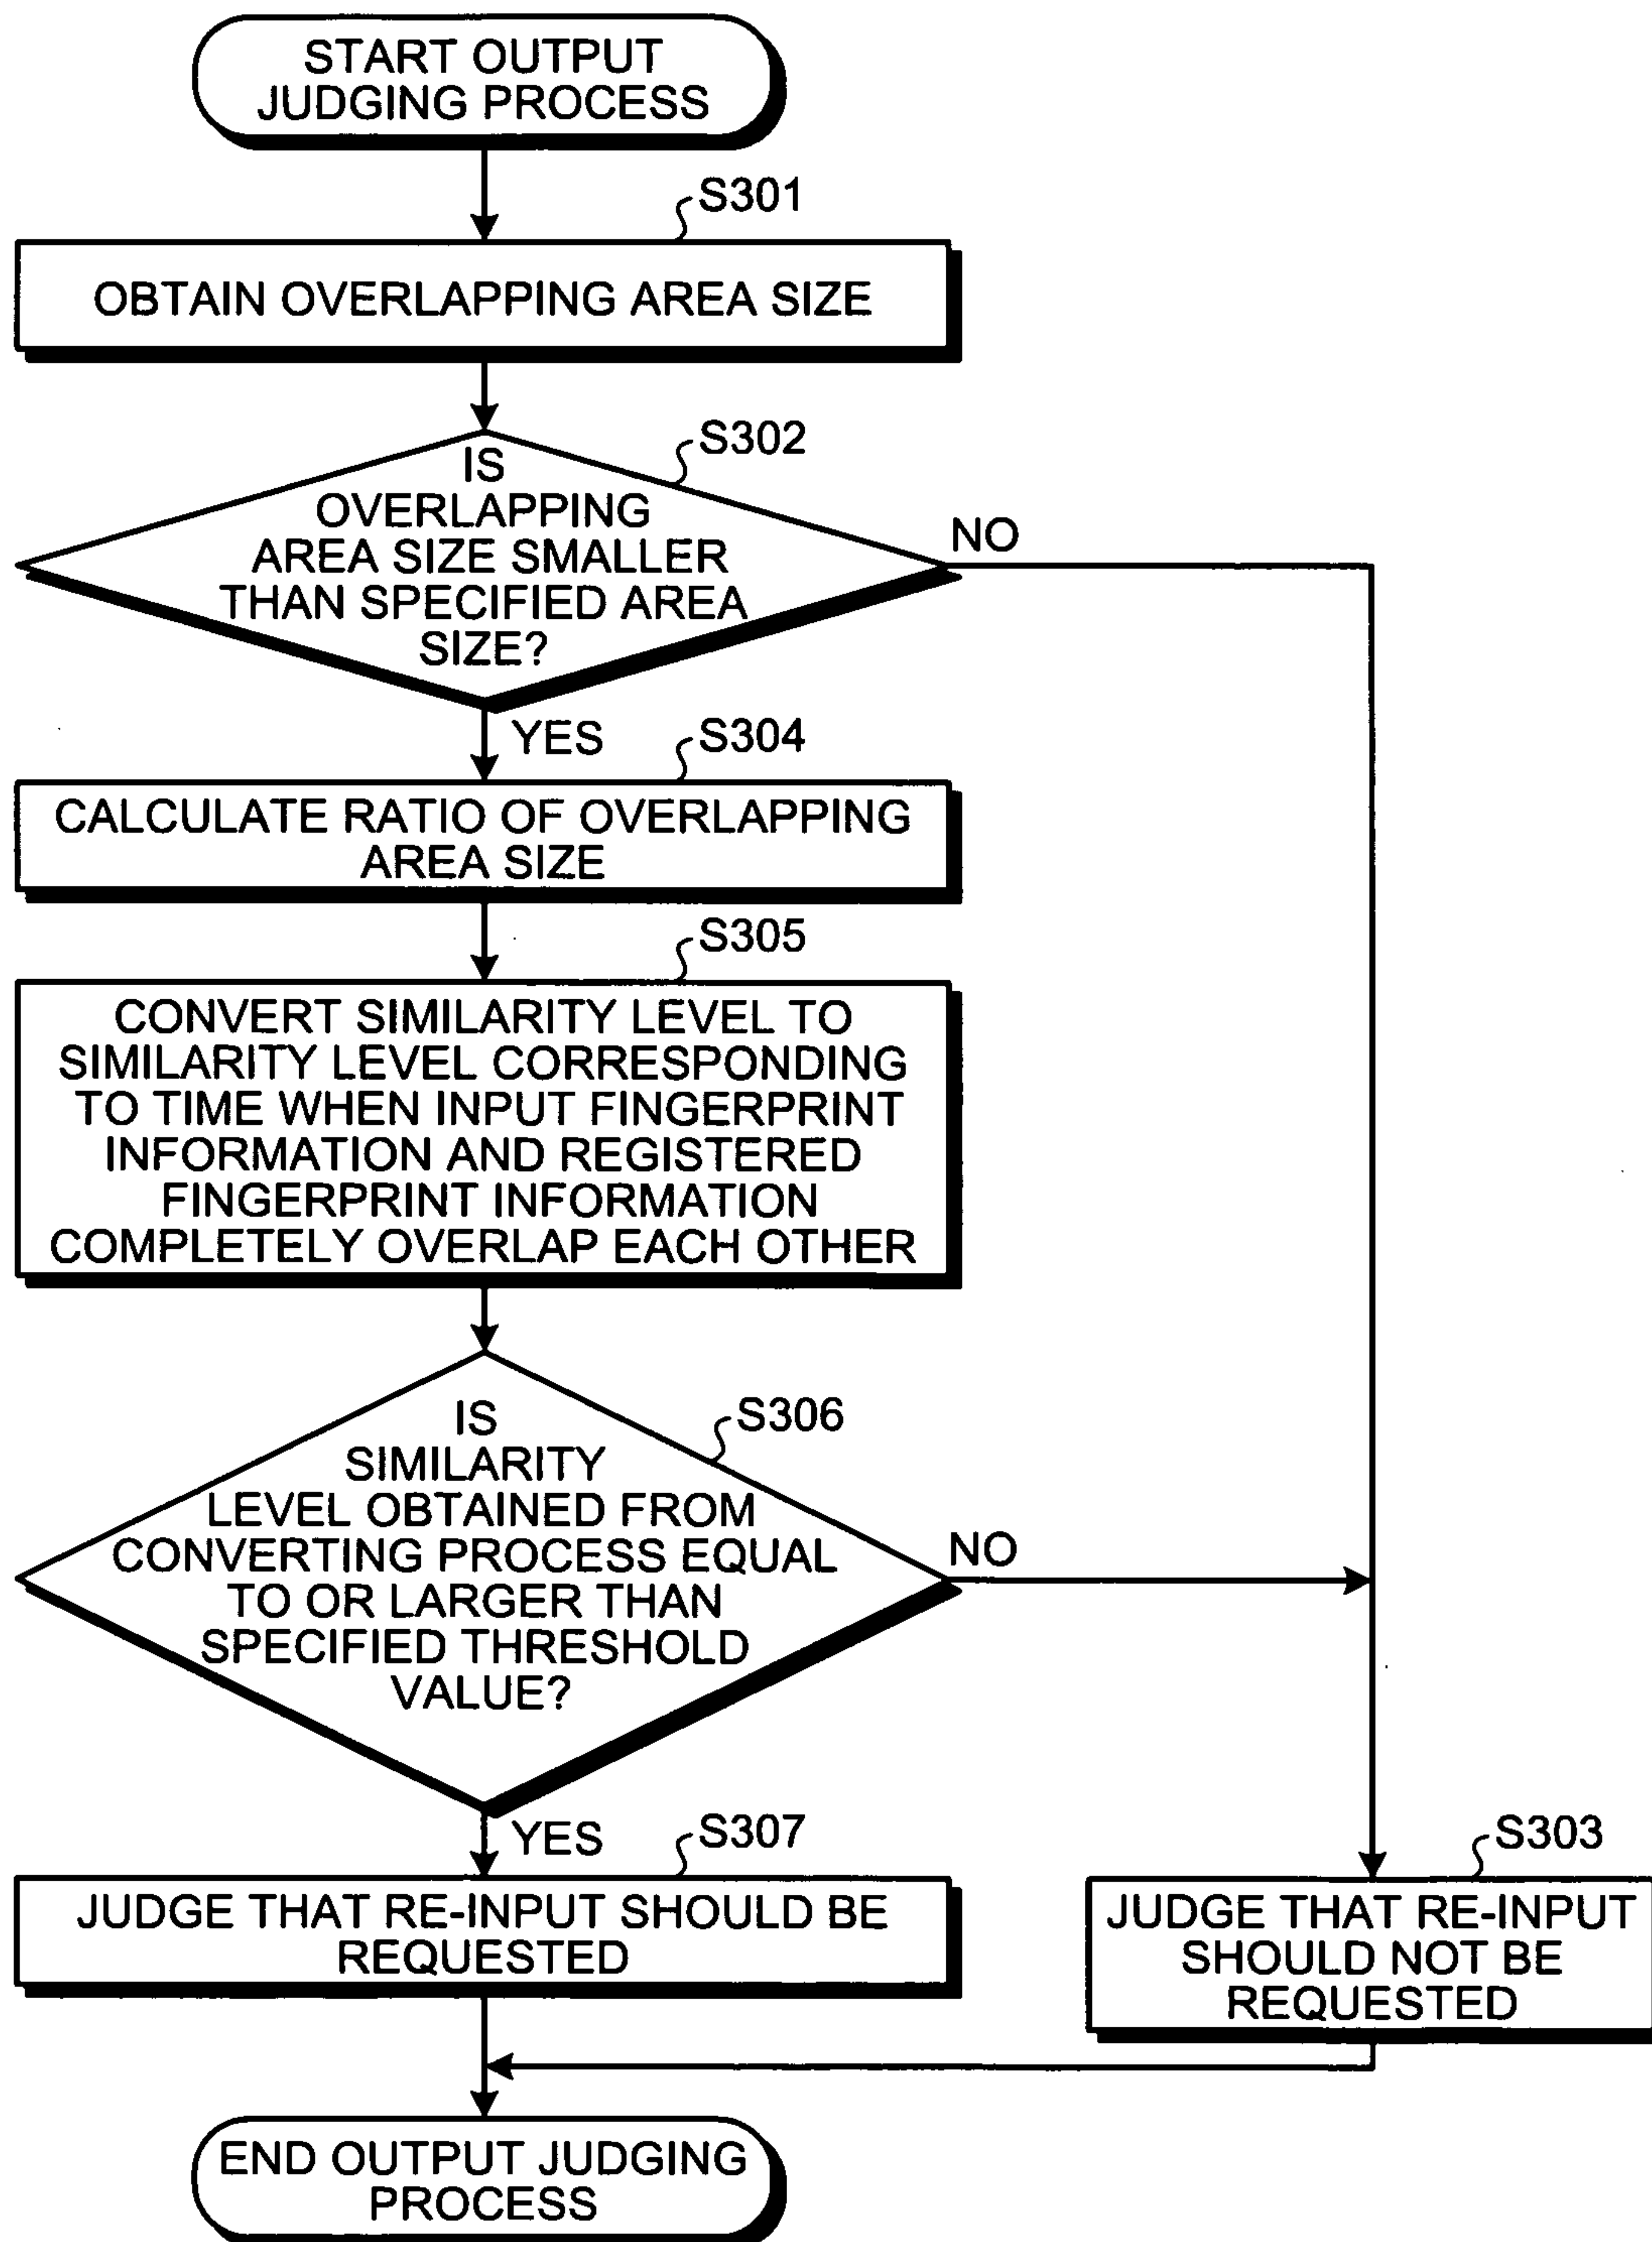 START OUTPUT
JUDGING PROCESS
S301
OBTAIN OVERLAPPING AREA SIZE
S302
IS
OVERLAPPING
AREA SIZE SMALLER
THAN SPECIFIED AREA
SIZE?
NO
YES
S304
CALCULATE RATIO OF OVERLAPPING
AREA SIZE
S305
CONVERT SIMILARITY LEVEL TO
SIMILARITY LEVEL CORRESPONDING
TO TIME WHEN INPUT FINGERPRINT
INFORMATION AND REGISTERED
FINGERPRINT INFORMATION
COMPLETELY OVERLAP EACH OTHER
S306
IS
SIMILARITY
LEVEL OBTAINED FROM
CONVERTING PROCESS EQUAL
TO OR LARGER THAN
SPECIFIED THRESHOLD
VALUE?
NO
YES
S307
JUDGE THAT RE-INPUT SHOULD BE
REQUESTED
S303
JUDGE THAT RE-INPUT
SHOULD NOT BE
REQUESTED
END OUTPUT JUDGING
PROCESS